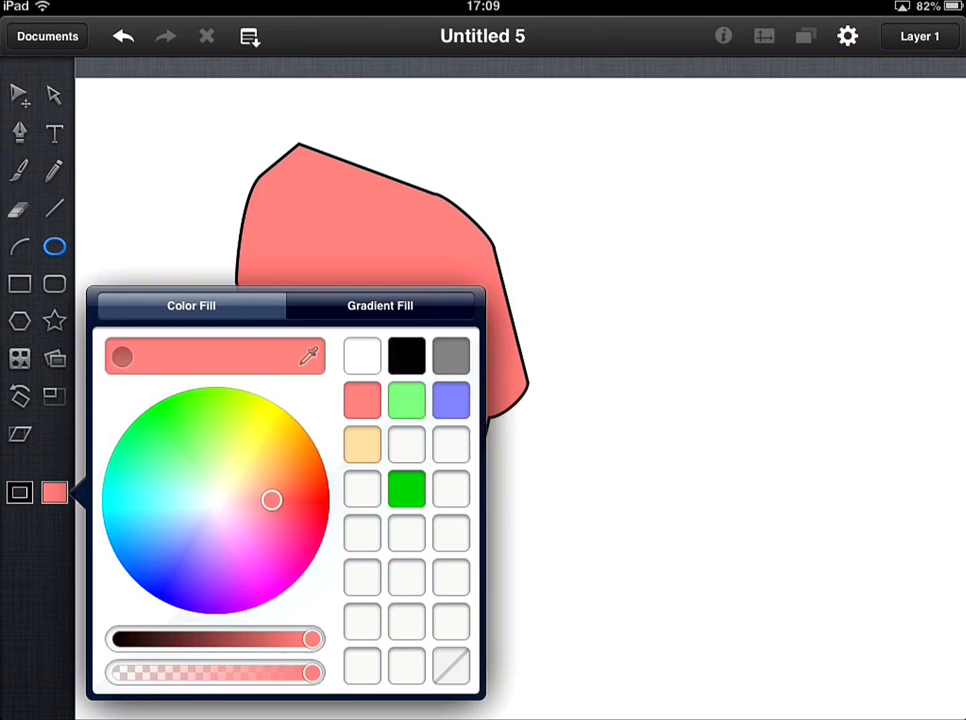 iPad 17:09 82%
Documents Untitled 5 Layer 1
T
Color Fill Gradient Fill